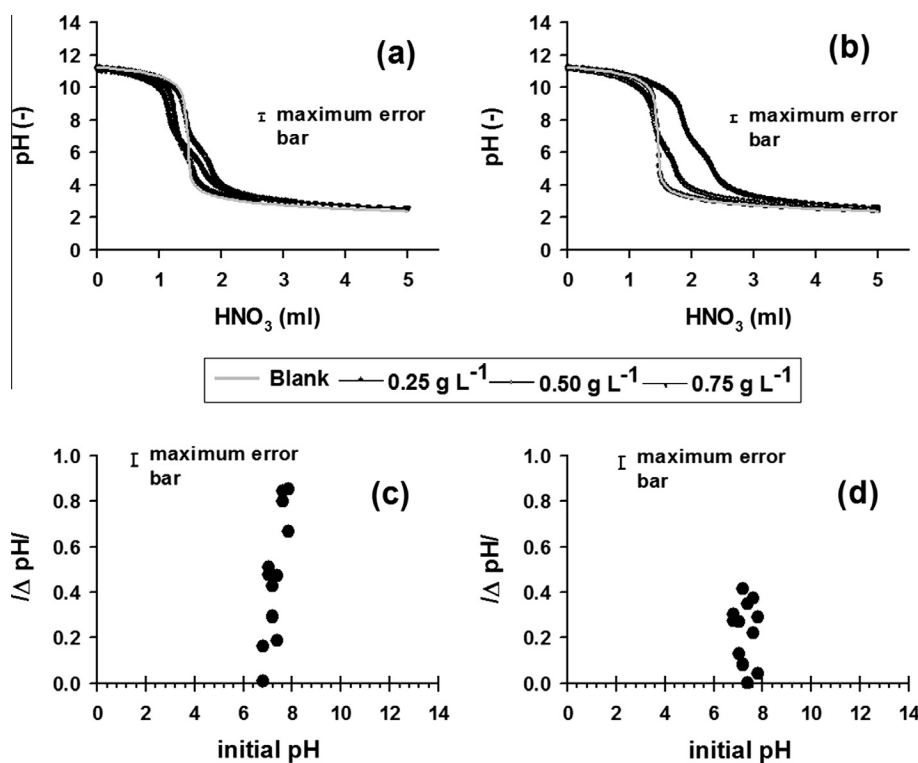 14
12
10
8
6
4
2
0
pH (-)
(a)
maximum error
bar
0 1 2 3 4 5
HNO3 (ml)
14
12
10
8
6
4
2
0
pH (-)
(b)
maximum error
bar
0 1 2 3 4 5
HNO3 (ml)
Blank 0.25 g L-1 0.50 g L-1 0.75 g L-1
1.0
0.8
0.6
0.4
0.2
0.0
/Δ pH/
maximum error
bar
(c)
0 2 4 6 8 10 12 14
initial pH
1.0
0.8
0.6
0.4
0.2
0.0
/Δ pH/
maximum error
bar
(d)
0 2 4 6 8 10 12 14
initial pH